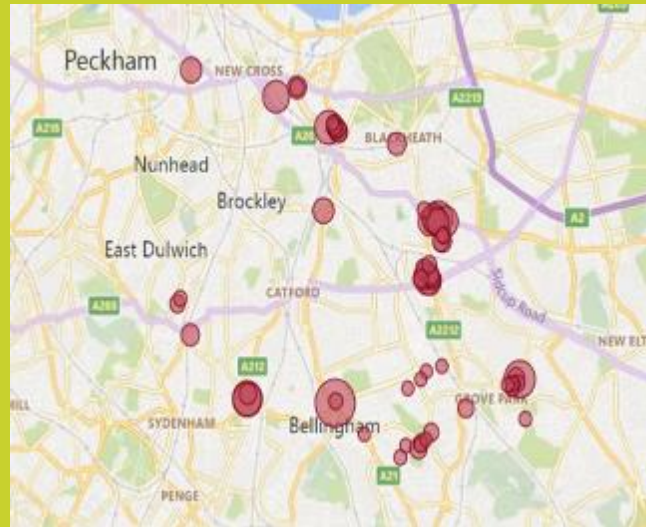 A205
Peckham
NEW CROSS
A2213
A20
BLACKHEATH
Nunhead
Brockley
A2
East Dulwich
CATFORD
Sidcup Road
A2212
NEW ELT
A212
GROVE PARK
SYDENHAM
Bellingham
A21
PENGE